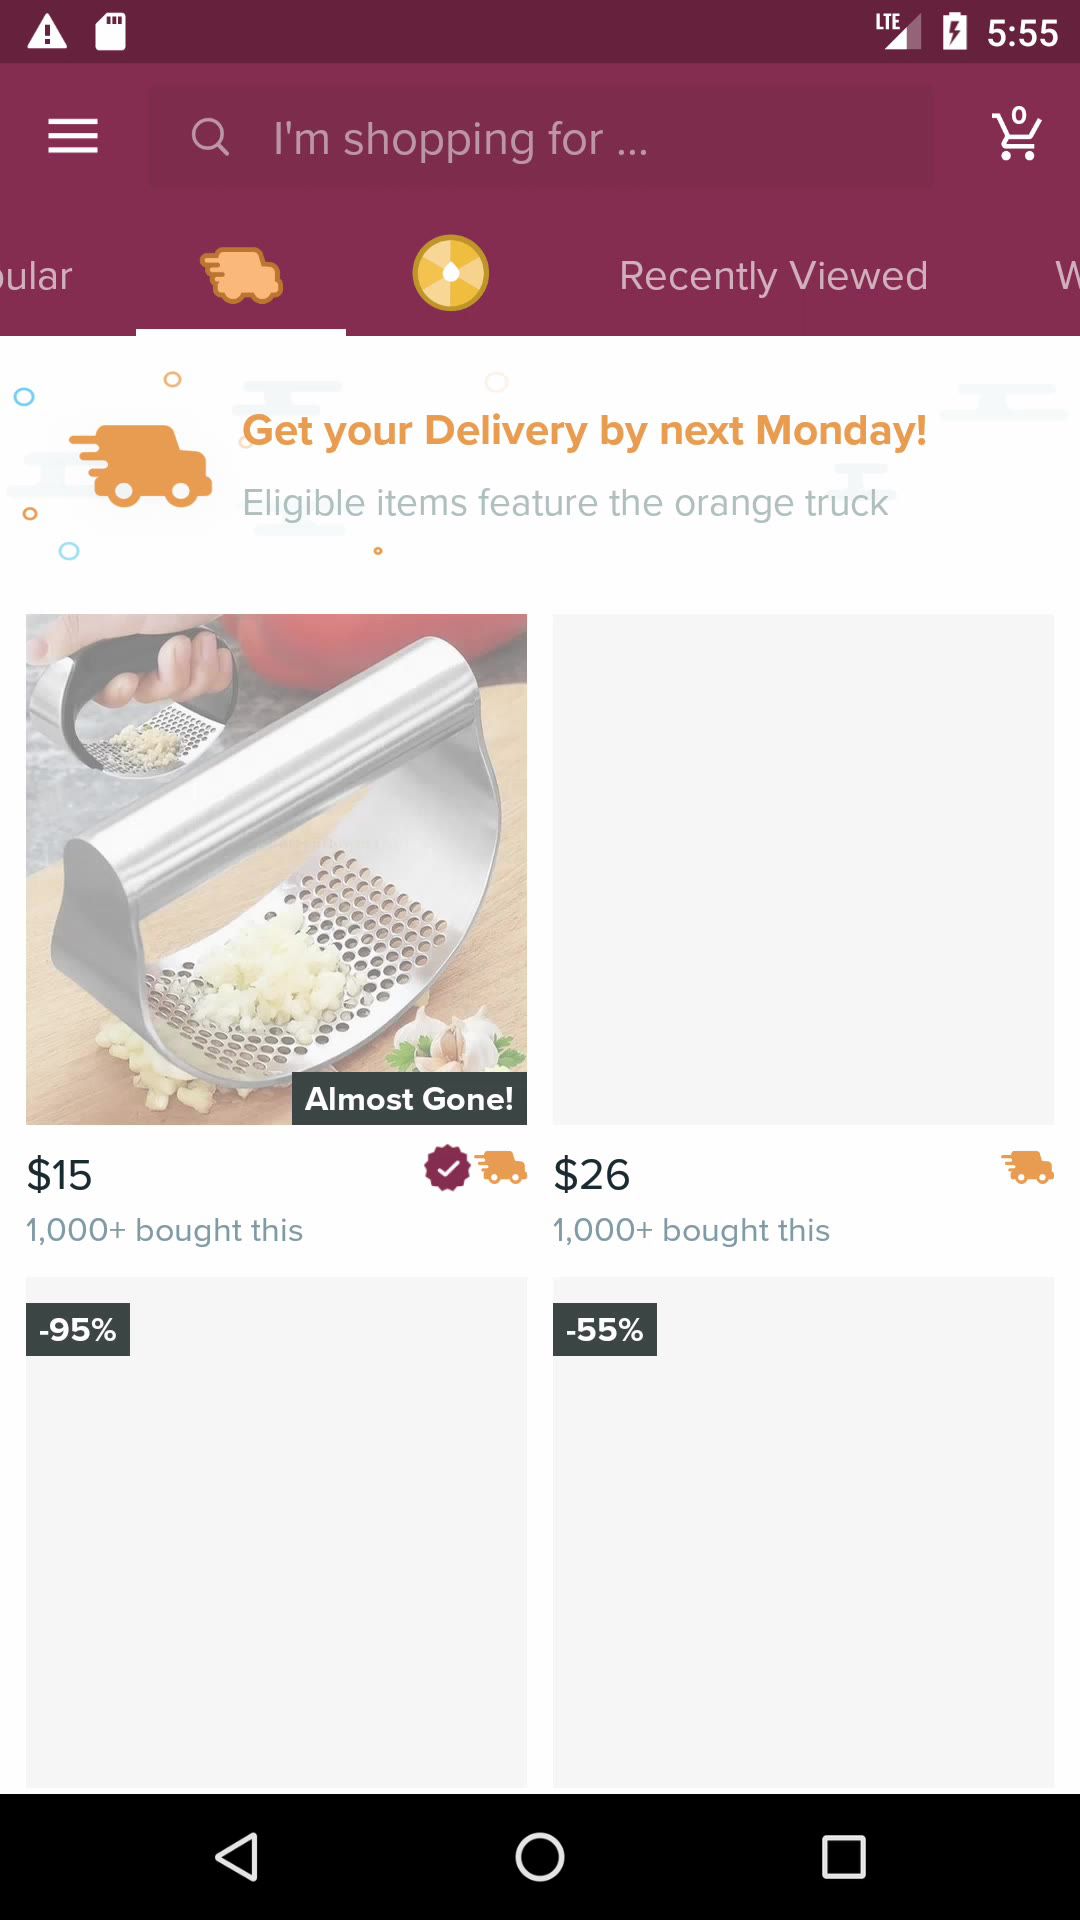 LTE 5:55
I'm shopping for ...
0
ular
Recently Viewed
Get your Delivery by next Monday!
Eligible items feature the orange truck
Almost Gone!
$15
$26
1,000+ bought this
1,000+ bought this
-95%
-55%